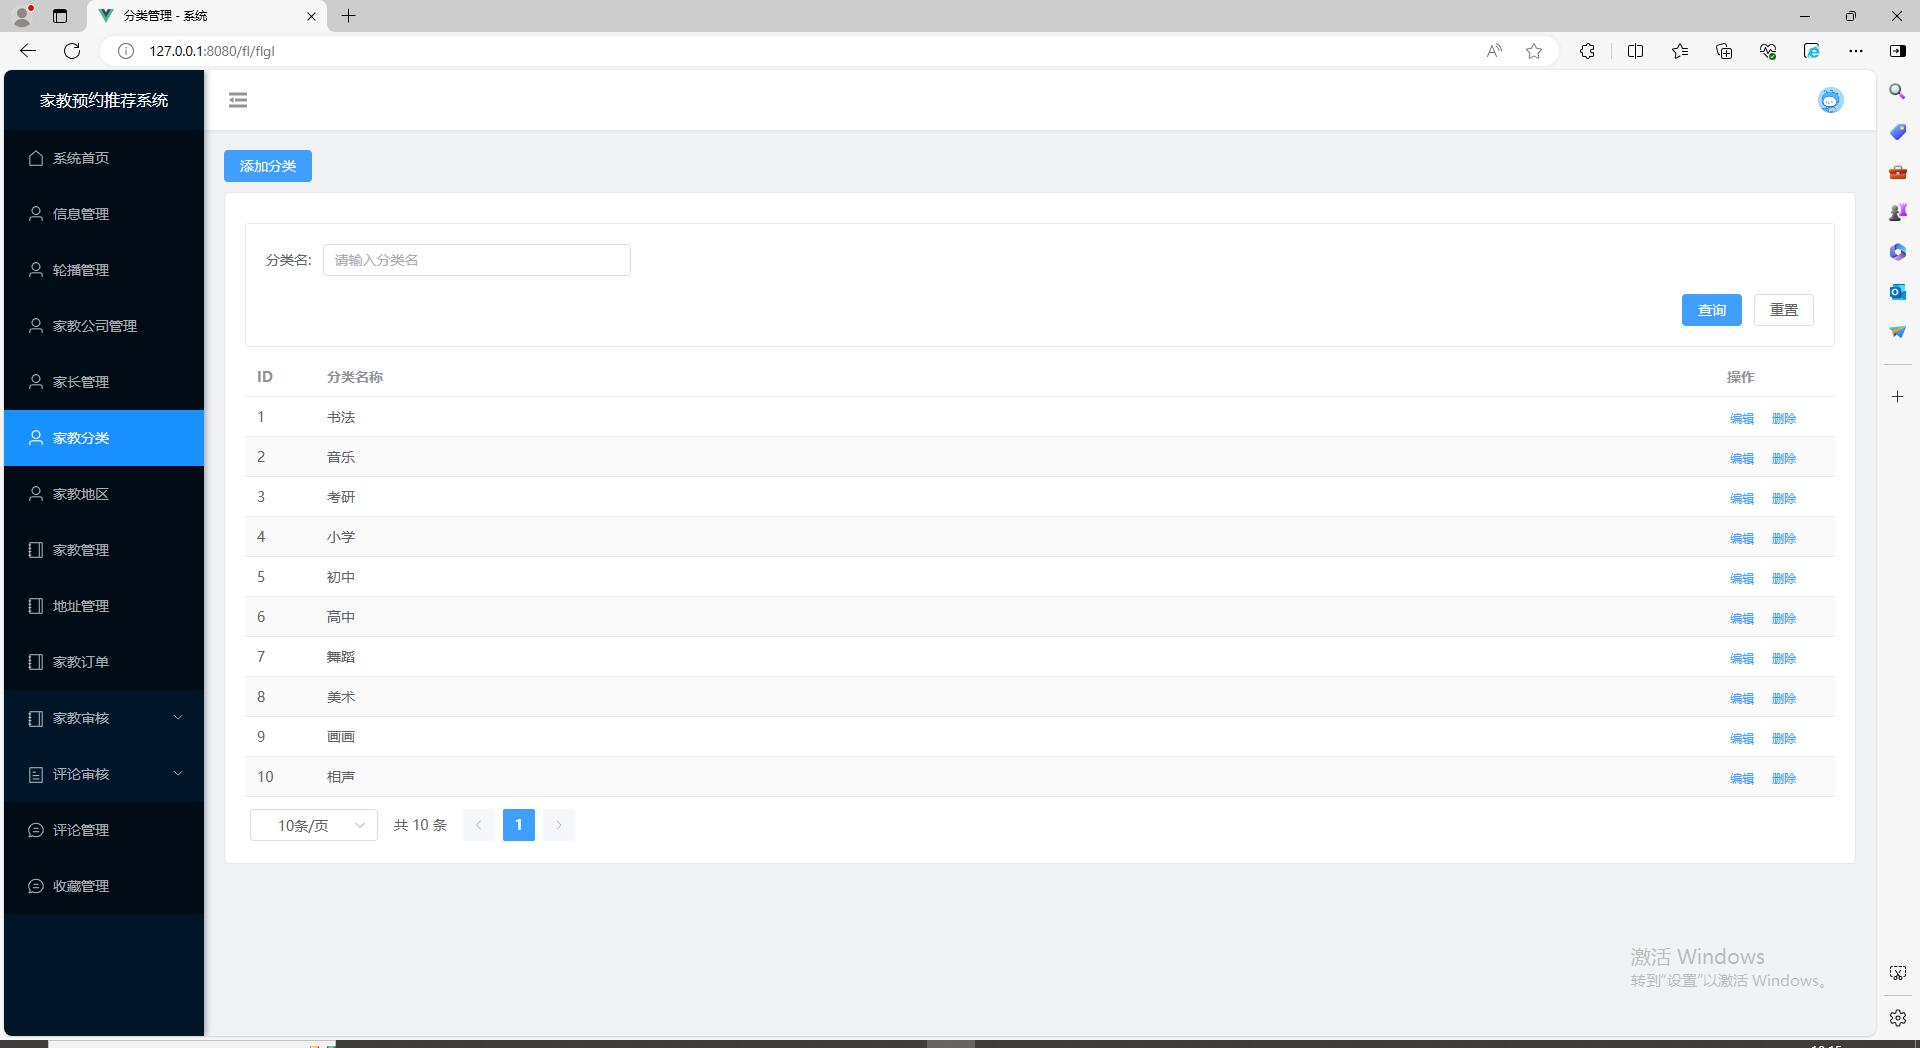 分类管理 - 系统
127.0.0.1:8080/fl/flgl
家教预约推荐系统
系统首页
信息管理
轮播管理
家教公司管理
家长管理
家教分类
家教地区
家教管理
地址管理
家教订单
家教审核
评论审核
评论管理
收藏管理
添加分类
分类名: 请输入分类名
查询 重置
ID 分类名称 操作
1 书法 编辑 删除
2 音乐 编辑 删除
3 考研 编辑 删除
4 小学 编辑 删除
5 初中 编辑 删除
6 高中 编辑 删除
7 舞蹈 编辑 删除
8 美术 编辑 删除
9 画画 编辑 删除
10 相声 编辑 删除
10条/页 共 10 条 1
激活 Windows
转到“设置”以激活 Windows。